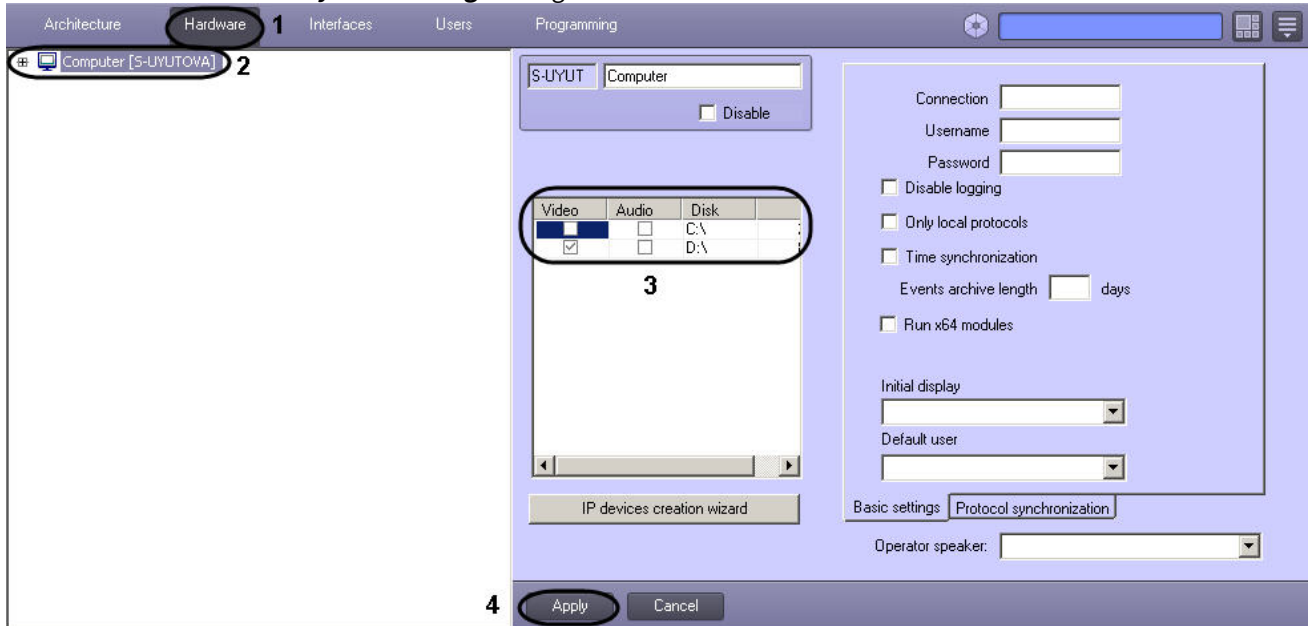 Architecture Hardware 1 Interfaces Users Programming
Computer [S-UYUTOVA] 2
S-UYUT Computer
Disable
Connection
Username
Password
Disable logging
Only local protocols
Time synchronization
Events archive length days
Run x64 modules
Initial display
Default user
Video Audio Disk
C:\
D:\
3
IP devices creation wizard
Basic settings Protocol synchronization
Operator speaker:
4 Apply Cancel